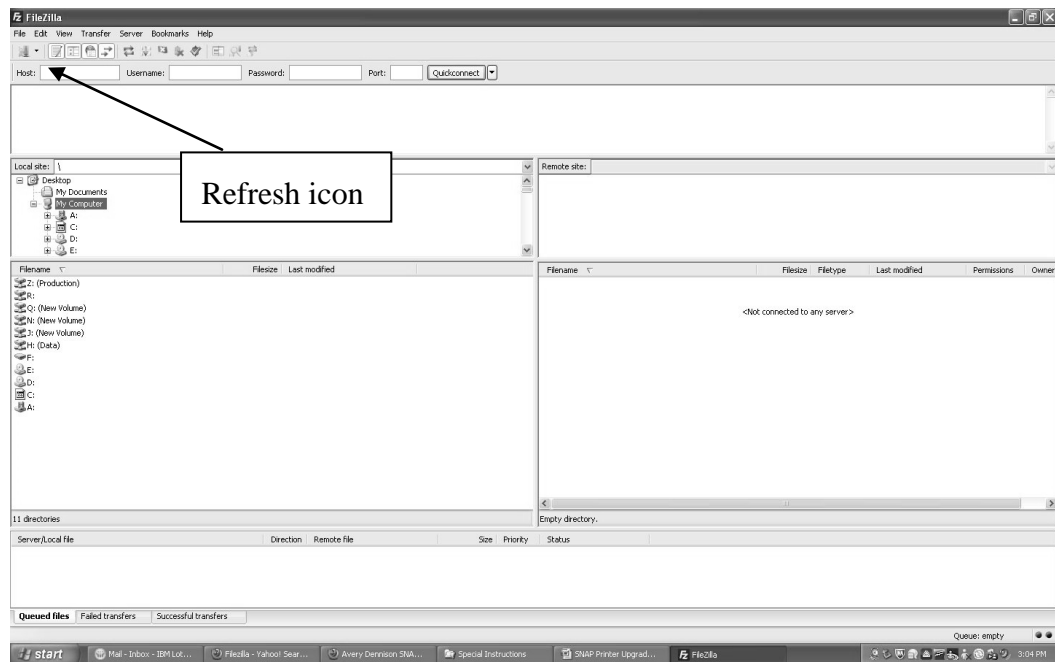 FileZilla
File Edit View Transfer Server Bookmarks Help
Host: Username: Password: Port: Quickconnect
Refresh icon
Local site: \
Desktop
My Documents
My Computer
A:
C:
D:
E:
Remote site:
Filename Filesize Last modified
Z: (Production)
R:
Q: (New Volume)
N: (New Volume)
J: (New Volume)
H: (Data)
F:
E:
D:
C:
A:
11 directories
Filename Filesize Filetype Last modified Permissions Owner
<Not connected to any server>
Empty directory.
Server/Local file Direction Remote file Size Priority Status
Queued files Failed transfers Successful transfers
Queue: empty
start Mail - Inbox - IBM Lot... Filezilla - Yahoo! Sear... Avery Dennison SNA... Special Instructions SNAP Printer Upgrad... FileZilla 3:04 PM